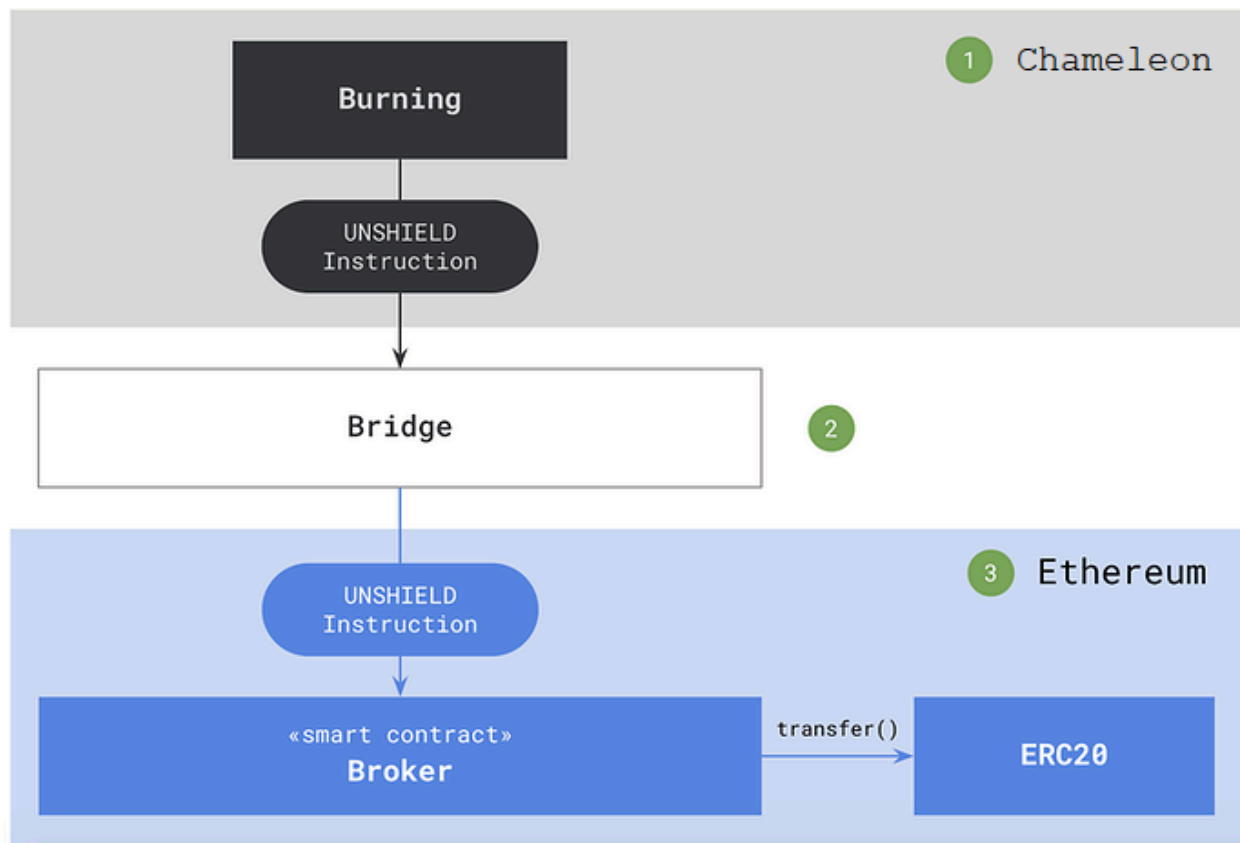 1 Chameleon
Burning
UNSHIELD
Instruction
Bridge
2
3 Ethereum
UNSHIELD
Instruction
«smart contract»
Broker
transfer()
ERC20